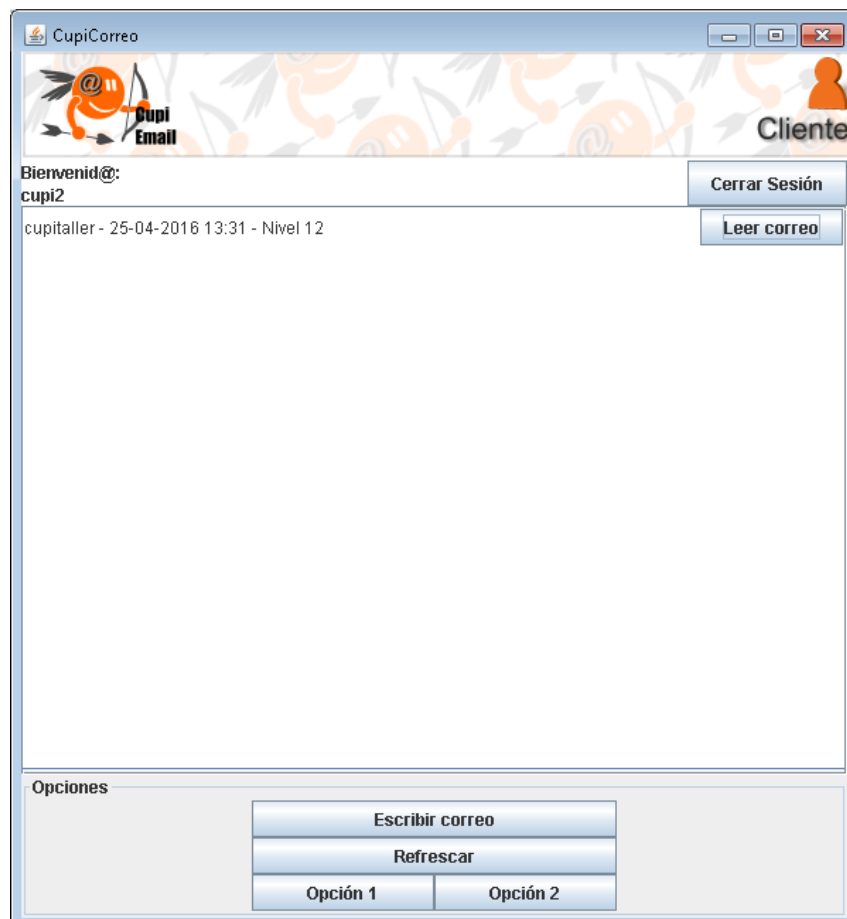 CupiCorreo
Cupi
Email
Cliente
Bienvenid@:
cupi2
Cerrar Sesión
cupitaller - 25-04-2016 13:31 - Nivel 12
Leer correo
Opciones
Escribir correo
Refrescar
Opción 1
Opción 2